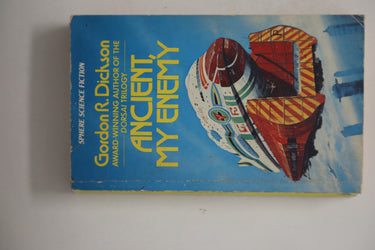 SPHERE SCIENCE FICTION
Gordon R. Dickson
AWARD-WINNING AUTHOR OF THE
DORSAI TRILOGY
ANCIENT,
MY ENEMY